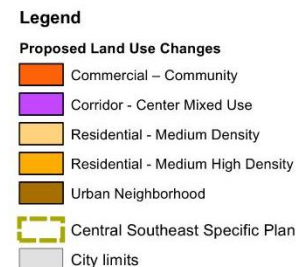 Legend
Proposed Land Use Changes
Commercial – Community
Corridor - Center Mixed Use
Residential - Medium Density
Residential - Medium High Density
Urban Neighborhood
Central Southeast Specific Plan
City limits